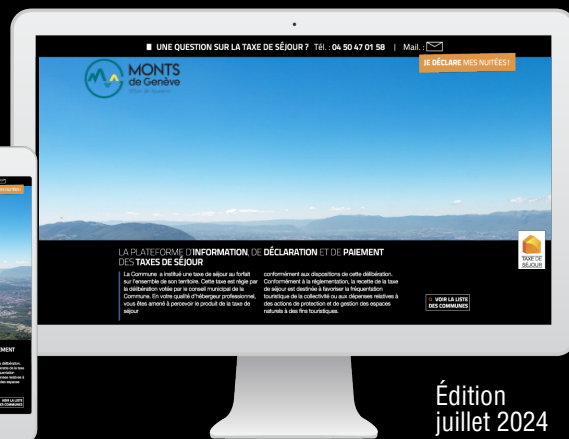 UNE QUESTION SUR LA TAXE DE SÉJOUR ? Tél. : 04 50 47 01 58 | Mail. :
JE DÉCLARE MES NUITÉES !
MONTS
de Genève
LA PLATEFORME D'INFORMATION, DE DÉCLARATION ET DE PAIEMENT
DES TAXES DE SÉJOUR
La Commune a institué une taxe de séjour au forfait
sur l'ensemble de son territoire. Cette taxe est régie par
la délibération votée par le conseil municipal de la
Commune. En votre qualité d'hébergeur professionnel,
vous êtes amené à percevoir le produit de la taxe de
séjour
conformément aux dispositions de cette délibération.
Conformément à la réglementation, la recette de la taxe
de séjour est destinée à favoriser la fréquentation
touristique de la collectivité ou aux dépenses relatives à
des actions de protection et de gestion des espaces
naturels à des fins touristiques.
TAXE DE
SÉJOUR
VOIR LA LISTE
DES COMMUNES
VOIR LA LISTE
DES COMMUNES
Édition
juillet 2024